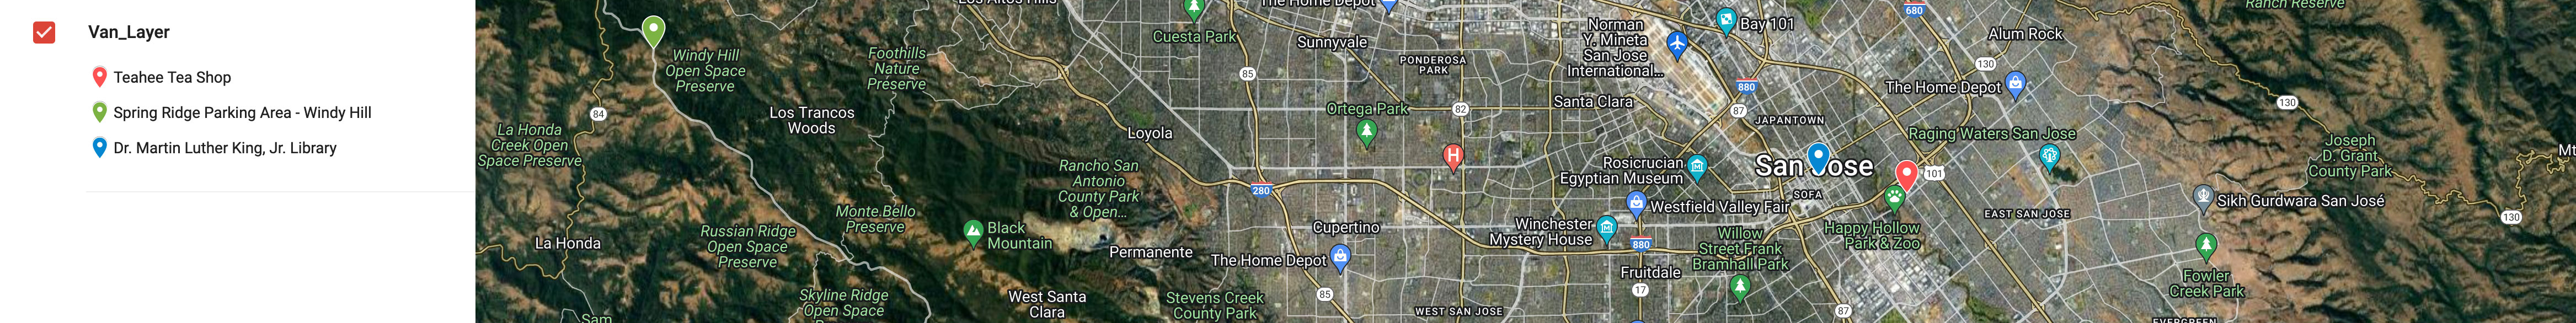 Van_Layer
Teahee Tea Shop
Spring Ridge Parking Area - Windy Hill
Dr. Martin Luther King, Jr. Library
Windy Hill
Open Space
Preserve
84
La Honda
Creek Open
Space Preserve
La Honda
Los Trancos
Woods
Foothills
Nature
Preserve
Russian Ridge
Open Space
Preserve
Monte Bello
Preserve
Skyline Ridge
Open Space
Black
Mountain
Loyola
Rancho San
Antonio
County Park
& Open...
Permanente
West Santa
Clara
Cuesta Park
Stevens Creek
County Park
85
280
The Home Depot
Sunnyvale
Ortega Park
PONDEROSA
PARK
82
H
Cupertino
The Home Depot
85
WEST SAN JOSE
Norman
Y. Mineta
San Jose
International...
Santa Clara
Bay 101
880
87
JAPANTOWN
Rosicrucian
Egyptian Museum
San Jose
SOFA
Westfield Valley Fair
Winchester
Mystery House
880
Willow
Street Frank
Bramhall Park
Fruitdale
17
87
Happy Hollow
Park & Zoo
101
680
Alum Rock
130
The Home Depot
Raging Waters San Jose
EAST SAN JOSE
Sikh Gurdwara San José
Fowler
Creek Park
EVERGREEN
Ranch Reserve
130
Joseph
D. Grant
County Park
130